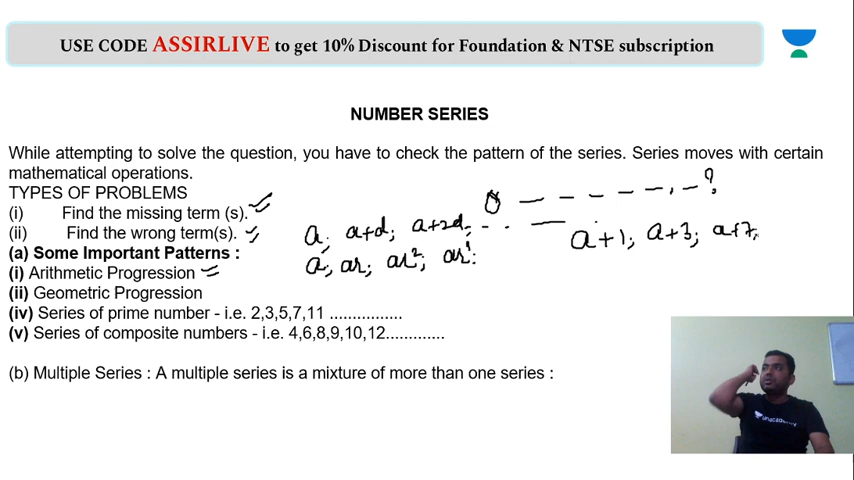 USE CODE ASSIRLIVE to get 10% Discount for Foundation & NTSE subscription
NUMBER SERIES
While attempting to solve the question, you have to check the pattern of the series. Series moves with certain
mathematical operations.
TYPES OF PROBLEMS
(i) Find the missing term (s).
(ii) Find the wrong term(s).
a, a+d; a+2d; - . .
a+1; a+3; a+7;
(a) Some Important Patterns :
(i) Arithmetic Progression
a, ar; ar²;
(ii) Geometric Progression
(iv) Series of prime number - i.e. 2,3,5,7,11 ................
(v) Series of composite numbers - i.e. 4,6,8,9,10,12.............
(b) Multiple Series : A multiple series is a mixture of more than one series :
unacademy